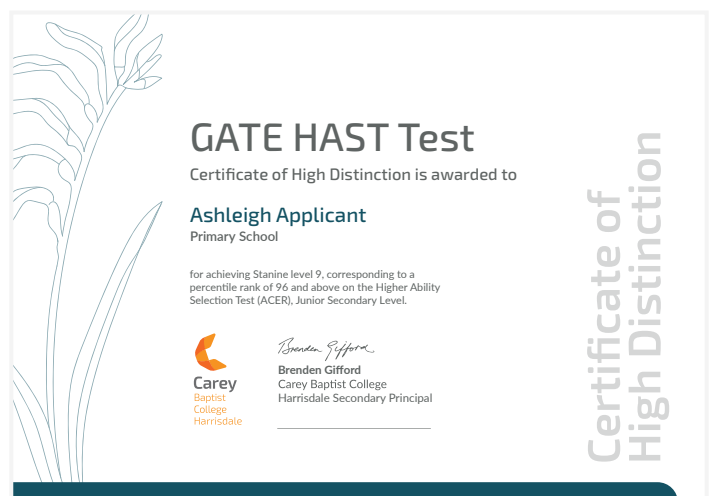 GATE HAST Test
Certificate of High Distinction is awarded to
Ashleigh Applicant
Primary School
for achieving Stanine level 9, corresponding to a
percentile rank of 96 and above on the Higher Ability
Selection Test (ACER), Junior Secondary Level.
Carey
Baptist
College
Harrisdale
Brenden Gifford
Brenden Gifford
Carey Baptist College
Harrisdale Secondary Principal
Certificate of
High Distinction